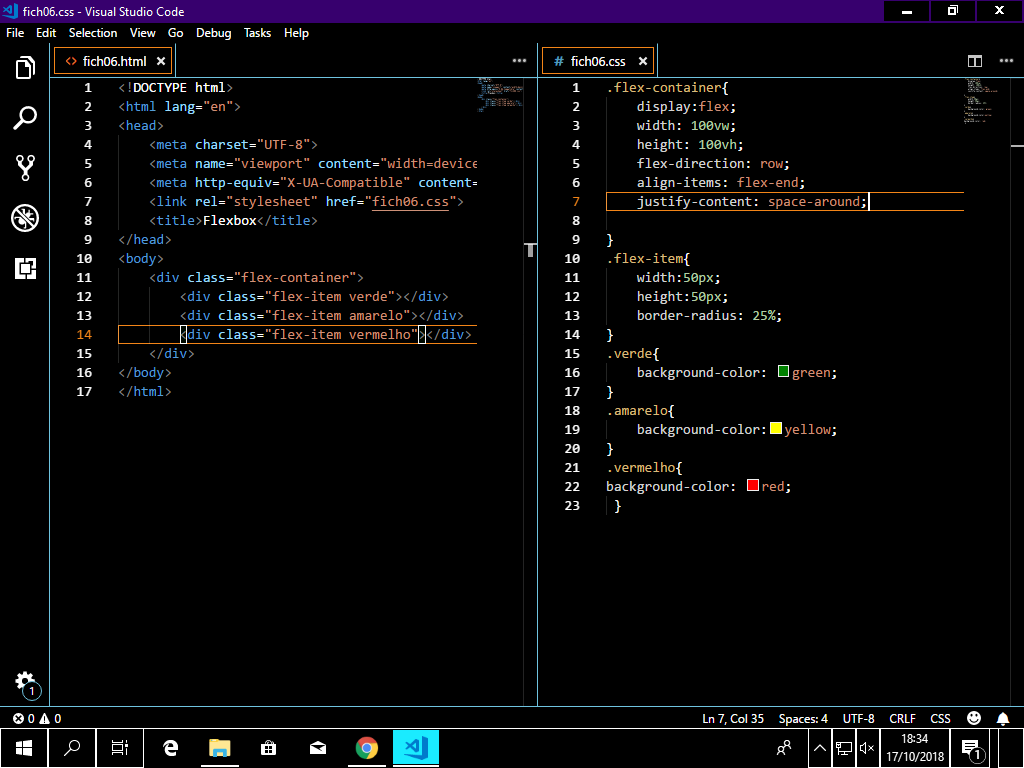 fich06.css - Visual Studio Code
File Edit Selection View Go Debug Tasks Help
<> fich06.html ×
1 <!DOCTYPE html>
2 <html lang="en">
3 <head>
4 <meta charset="UTF-8">
5 <meta name="viewport" content="width=device
6 <meta http-equiv="X-UA-Compatible" content=
7 <link rel="stylesheet" href="fich06.css">
8 <title>Flexbox</title>
9 </head>
10 <body>
11 <div class="flex-container">
12 <div class="flex-item verde"></div>
13 <div class="flex-item amarelo"></div>
14 <div class="flex-item vermelho"></div>
15 </div>
16 </body>
17 </html>
# fich06.css ×
1 .flex-container{
2 display:flex;
3 width: 100vw;
4 height: 100vh;
5 flex-direction: row;
6 align-items: flex-end;
7 justify-content: space-around;
8
9 }
10 .flex-item{
11 width:50px;
12 height:50px;
13 border-radius: 25%;
14 }
15 .verde{
16 background-color: green;
17 }
18 .amarelo{
19 background-color:yellow;
20 }
21 .vermelho{
22 background-color: red;
23 }
1
0 0
Ln 7, Col 35 Spaces: 4 UTF-8 CRLF CSS
18:34
17/10/2018
1